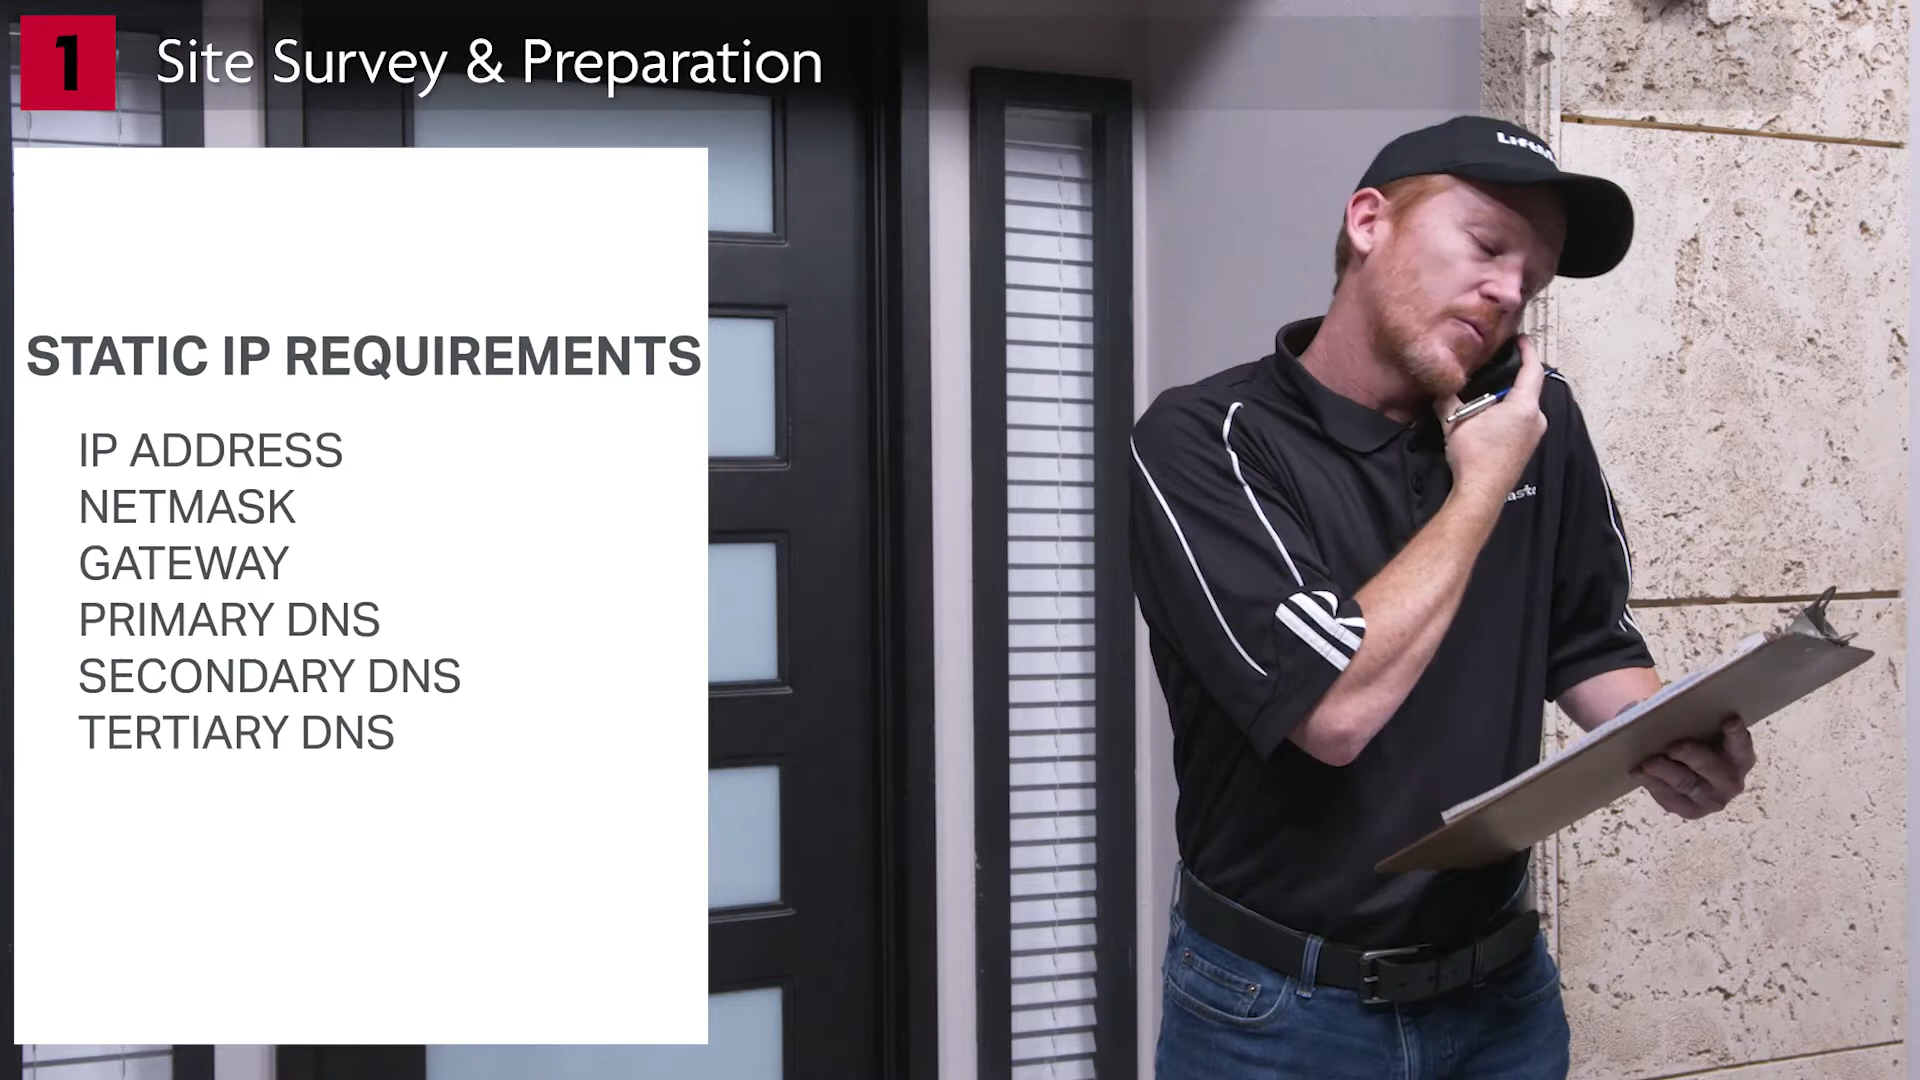 1 Site Survey & Preparation
STATIC IP REQUIREMENTS
IP ADDRESS
NETMASK
GATEWAY
PRIMARY DNS
SECONDARY DNS
TERTIARY DNS